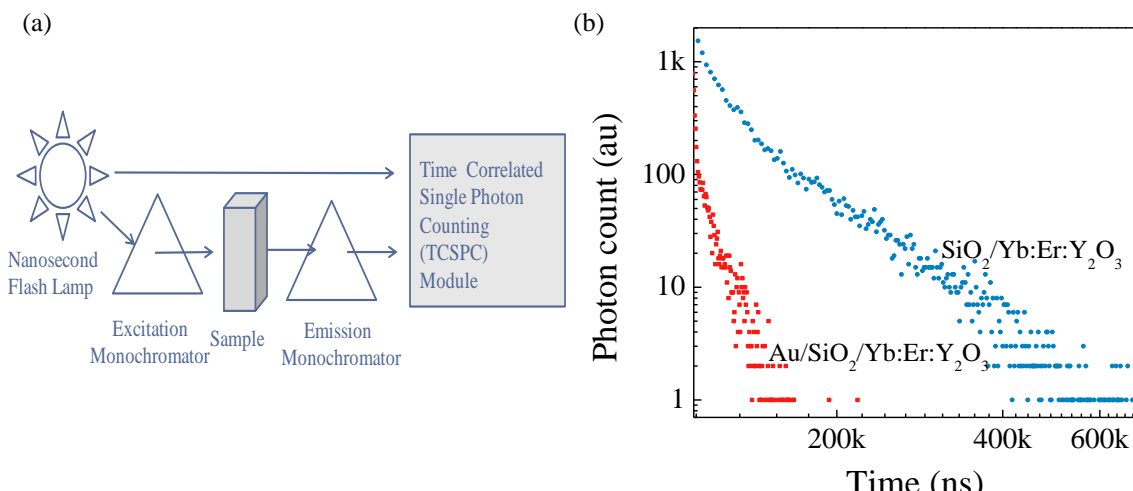 (a)
Nanosecond
Flash Lamp
Excitation
Monochromator
Sample
Emission
Monochromator
Time Correlated
Single Photon
Counting
(TCSPC)
Module
(b)
Photon count (au)
1k
100
10
1
SiO₂/Yb:Er:Y₂O₃
Au/SiO₂/Yb:Er:Y₂O₃
200k
400k
600k
Time (ns)